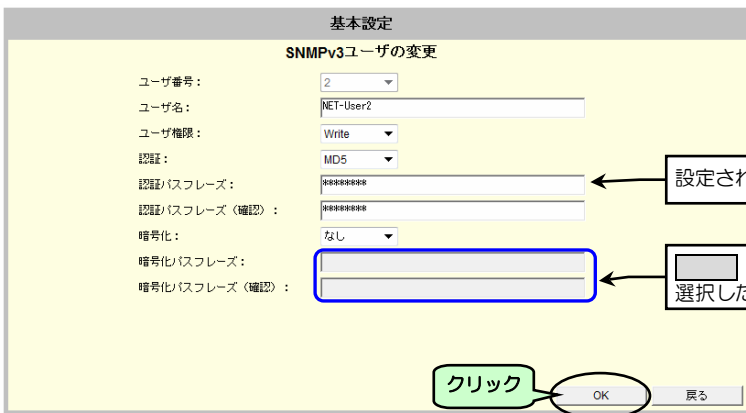 基本設定
SNMPv3ユーザの変更
ユーザ番号： 2
ユーザ名： NET-User2
ユーザ権限： Write
認証： MD5
認証パスフレーズ： ********
設定され
認証パスフレーズ（確認）： ********
暗号化： なし
暗号化パスフレーズ：
暗号化パスフレーズ（確認）：
選択した
クリック
OK 戻る